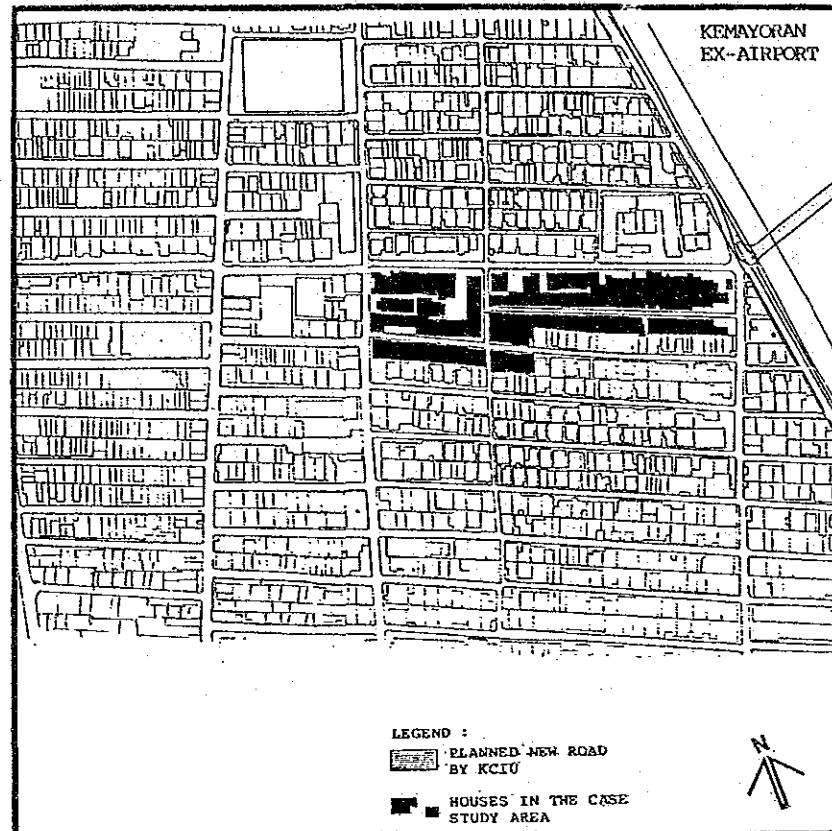 KEMAYORAN
EX-AIRPORT
LEGEND :
PLANNED NEW ROAD
BY KCIU
HOUSES IN THE CASE
STUDY AREA
N